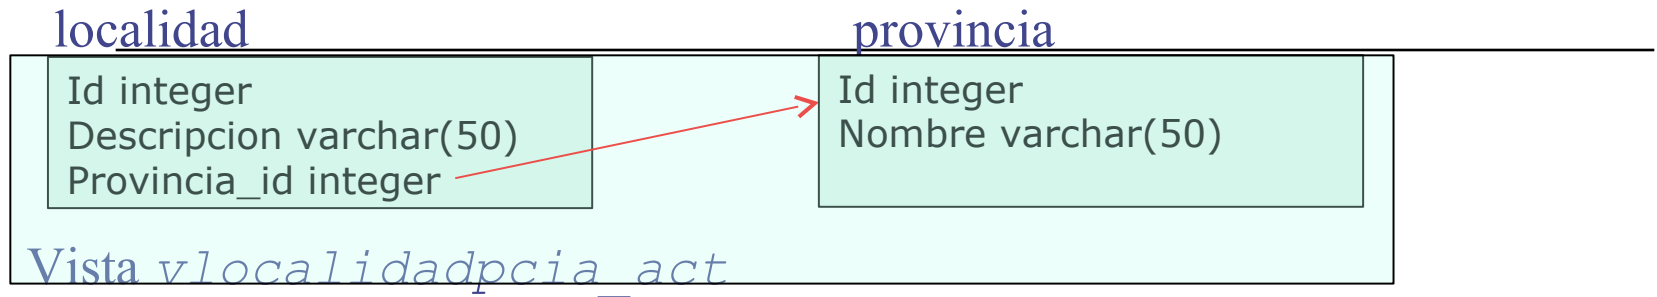 localidad
provincia
Id integer
Descripcion varchar(50)
Provincia_id integer
Id integer
Nombre varchar(50)
Vista vlocalidadpcia_act